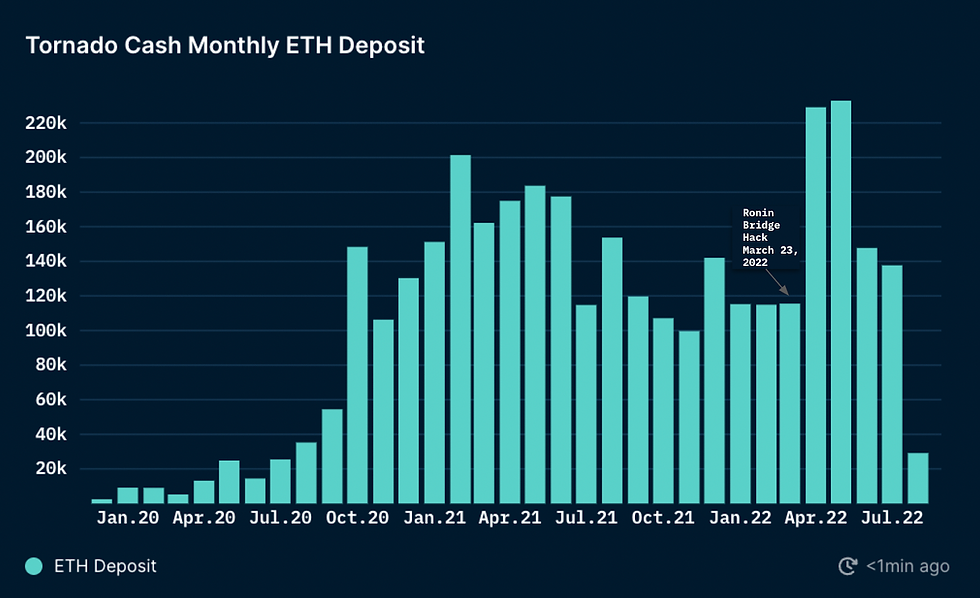 Tornado Cash Monthly ETH Deposit
220k
200k
180k
160k
140k
120k
100k
80k
60k
40k
20k
Ronin
Bridge
Hack
March 23,
2022
Jan.20 Apr.20 Jul.20 Oct.20 Jan.21 Apr.21 Jul.21 Oct.21 Jan.22 Apr.22 Jul.22
ETH Deposit
<1min ago